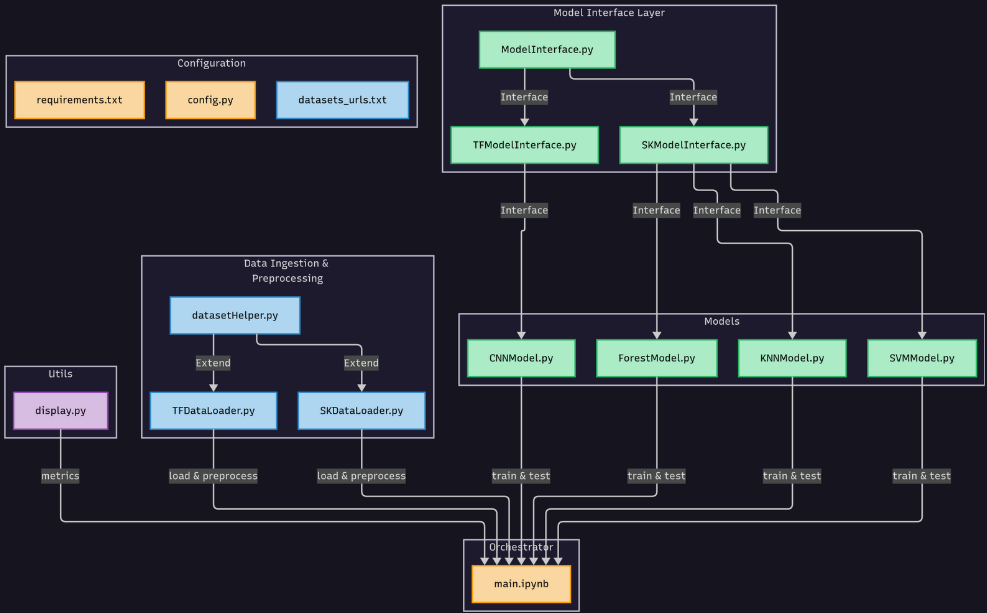 Model Interface Layer
ModelInterface.py
Interface
Interface
TFModelInterface.py
SKModelInterface.py
Configuration
requirements.txt
config.py
datasets_urls.txt
Interface
Interface
Interface
Interface
Data Ingestion &
Preprocessing
datasetHelper.py
Extend
Extend
TFDataLoader.py
SKDataLoader.py
Models
CNNModel.py
ForestModel.py
KNNModel.py
SVMModel.py
Utils
display.py
metrics
load & preprocess
load & preprocess
train & test
train & test
train & test
train & test
Orchestrator
main.ipynb